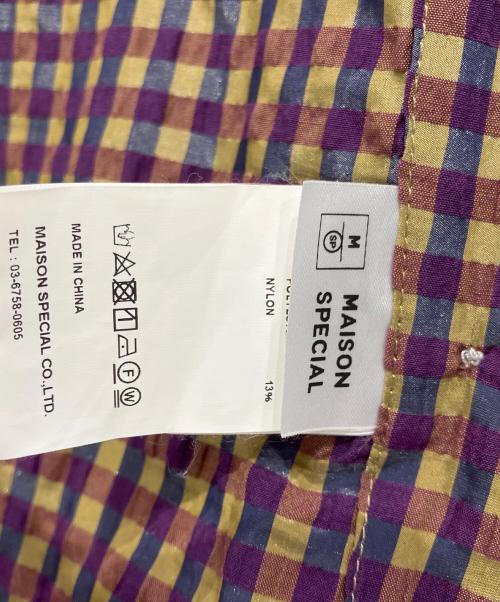 M
SP
MAISON
SPECIAL
NYLON 13%
F
W
MADE IN CHINA
MAISON SPECIAL CO.,LTD.
TEL : 03-6758-0605